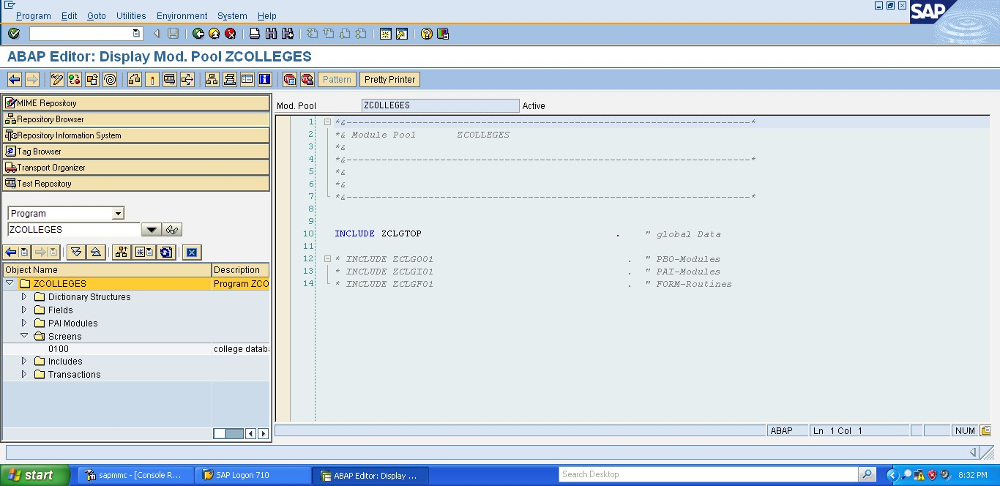 Program Edit Goto Utilities Environment System Help
SAP
ABAP Editor: Display Mod. Pool ZCOLLEGES
Pattern Pretty Printer
MIME Repository
Repository Browser
Repository Information System
Tag Browser
Transport Organizer
Test Repository
Program
ZCOLLEGES
Object Name Description
ZCOLLEGES Program ZCO
Dictionary Structures
Fields
PAI Modules
Screens
0100 college datab
Includes
Transactions
Mod. Pool ZCOLLEGES Active
1 *&---------------------------------------------------------------------*
2 *& Module Pool ZCOLLEGES
3 *&
4 *&---------------------------------------------------------------------*
5 *&
6 *&
7 *&---------------------------------------------------------------------*
8
9
10 INCLUDE ZCLGTOP . " global Data
11
12 * INCLUDE ZCLGO01 . " PBO-Modules
13 * INCLUDE ZCLGI01 . " PAI-Modules
14 * INCLUDE ZCLGF01 . " FORM-Routines
ABAP Ln 1 Col 1 NUM
start sapmmc - [Console R... SAP Logon 710 ABAP Editor: Display ... Search Desktop 8:32 PM